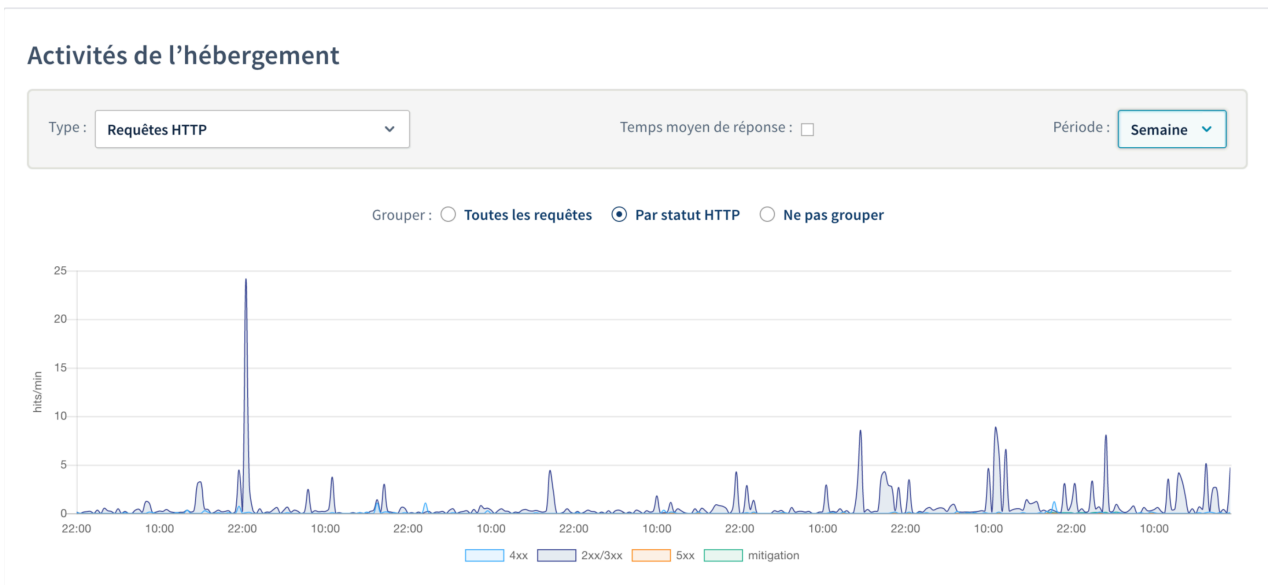 Activités de l’hébergement
Type : Requêtes HTTP Temps moyen de réponse : Période : Semaine
Grouper : Toutes les requêtes Par statut HTTP Ne pas grouper
25
20
15
10
5
0
hits/min
22:00 10:00 22:00 10:00 22:00 10:00 22:00 10:00 22:00 10:00 22:00 10:00 22:00 10:00
4xx 2xx/3xx 5xx mitigation